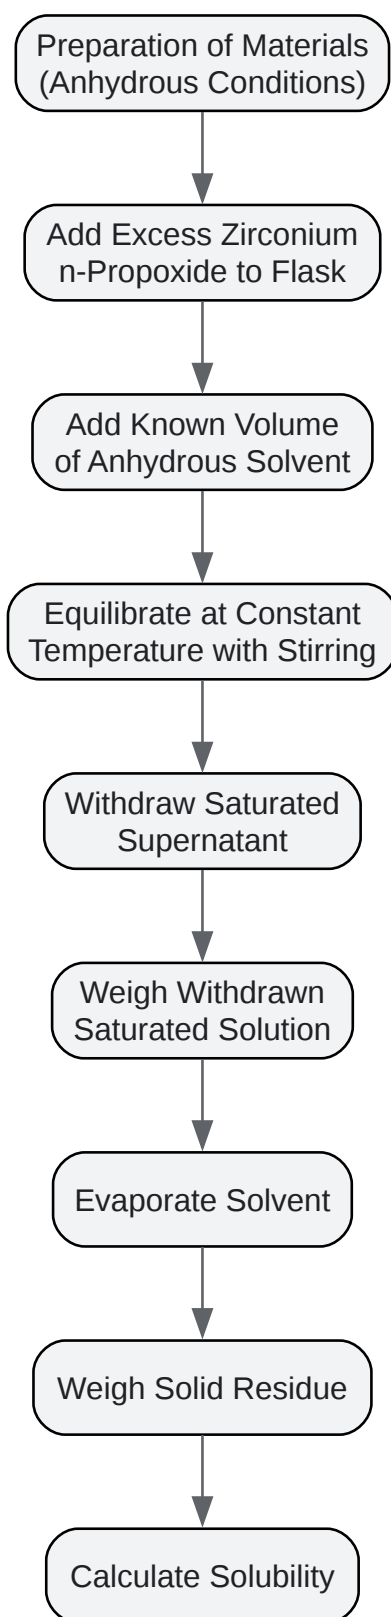 Preparation of Materials
(Anhydrous Conditions)
Add Excess Zirconium
n-Propoxide to Flask
Add Known Volume
of Anhydrous Solvent
Equilibrate at Constant
Temperature with Stirring
Withdraw Saturated
Supernatant
Weigh Withdrawn
Saturated Solution
Evaporate Solvent
Weigh Solid Residue
Calculate Solubility